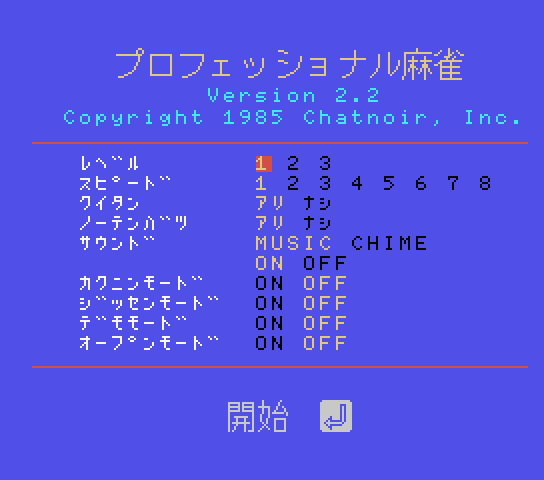 プロフェッショナル麻雀
Version 2.2
Copyright 1985 Chatnoir, Inc.
レベル 1 2 3
スピード 1 2 3 4 5 6 7 8
クイタン アリ ナシ
ノーテンバツ アリ ナシ
サウンド MUSIC CHIME
ON OFF
カクニンモード ON OFF
ジッセンモード ON OFF
デモモード ON OFF
オープンモード ON OFF
開始